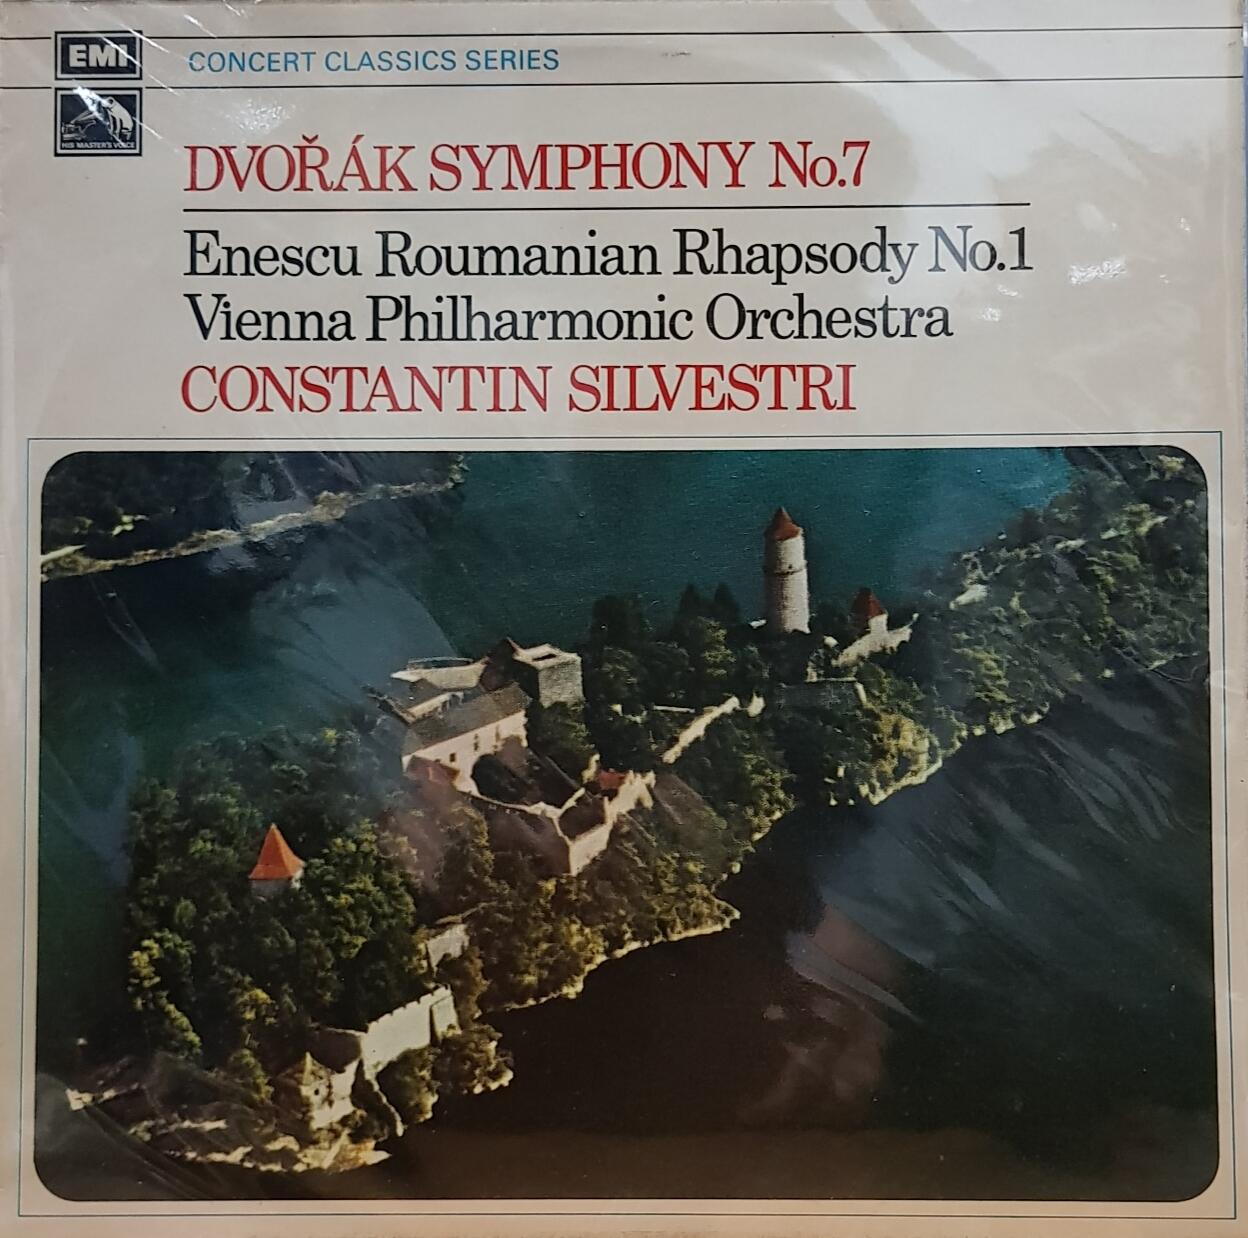 EMI
CONCERT CLASSICS SERIES
HIS MASTER'S VOICE
DVOŘÁK SYMPHONY No.7
Enescu Roumanian Rhapsody No.1
Vienna Philharmonic Orchestra
CONSTANTIN SILVESTRI